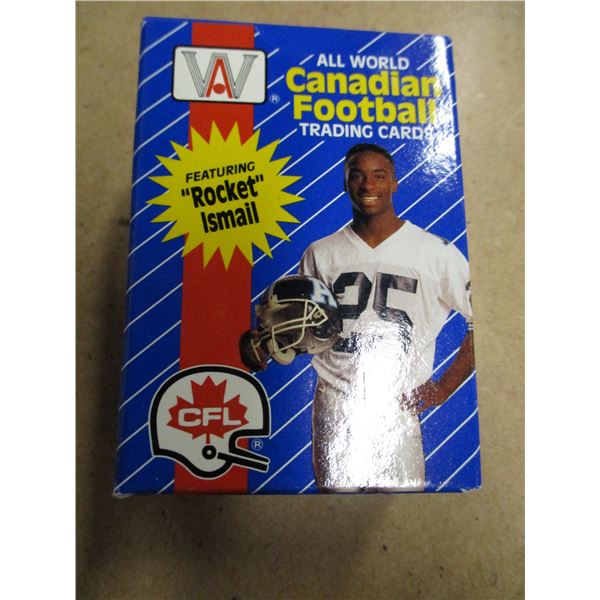 AW
®
ALL WORLD
Canadian
Football
TRADING CARDS
FEATURING
"Rocket"
Ismail
25
CFL
®